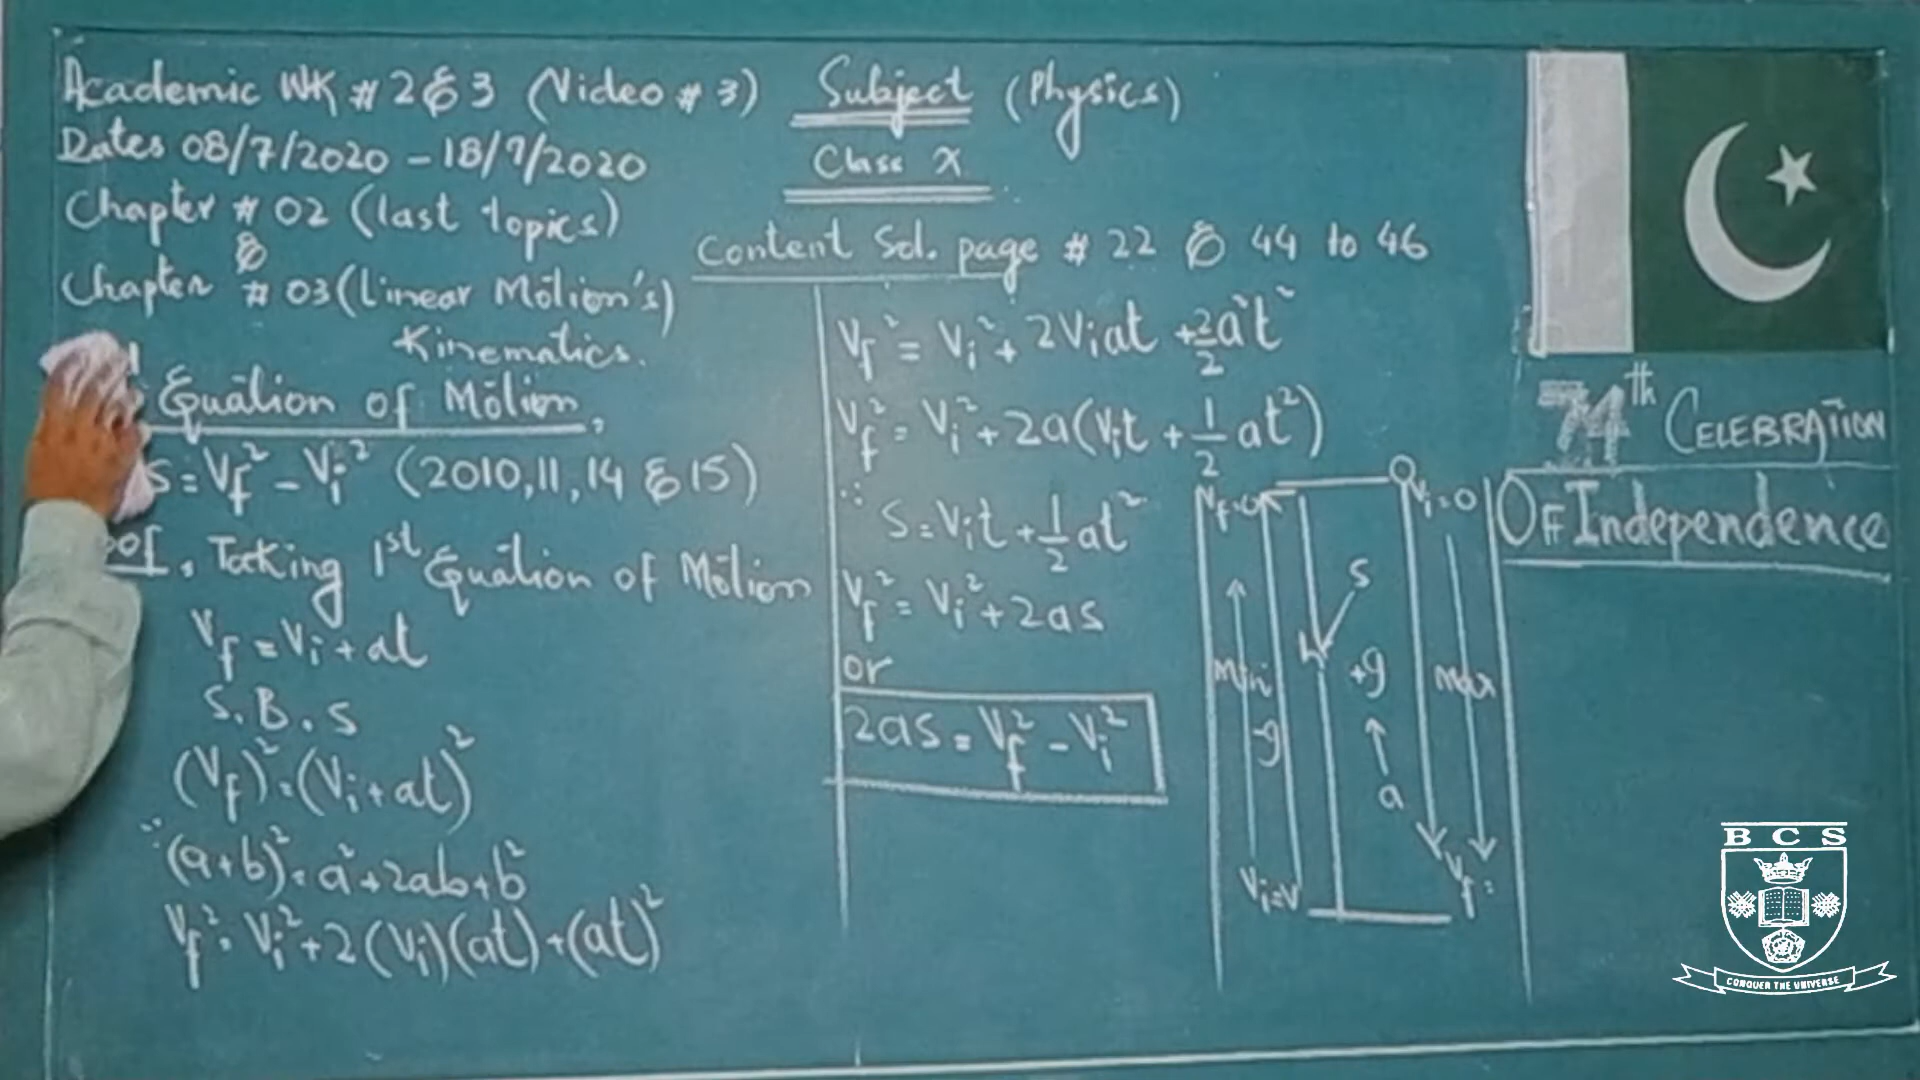 Academic WK # 2 & 3 (Video # 3)
Dates 08/7/2020 - 18/7/2020
Chapter # 02 (last topics)
&
Chapter # 03 (linear Motion's)
Kinematics.
Subject (Physics)
Class X
Content Sol. page # 22 & 44 to 46
Equation of Motion,
s = Vf² - Vi² (2010, 11, 14 & 15)
Taking 1st Equation of Motion
Vf = Vi + at
S.B.S
(Vf)² = (Vi + at)²
∵ (a+b)² = a² + 2ab + b²
Vf² = Vi² + 2(Vi)(at) + (at)²
Vf² = Vi² + 2Viat + 2/2 a²t²
Vf² = Vi² + 2a(Vit + 1/2 at²)
∵ S = Vit + 1/2 at²
Vf² = Vi² + 2as
or
2as = Vf² - Vi²
Vi = 0
S
Min
-g
+g
max
a
Vi = V
Vf =
74th CELEBRATION
OF Independence
BCS
CONQUER THE UNIVERSE